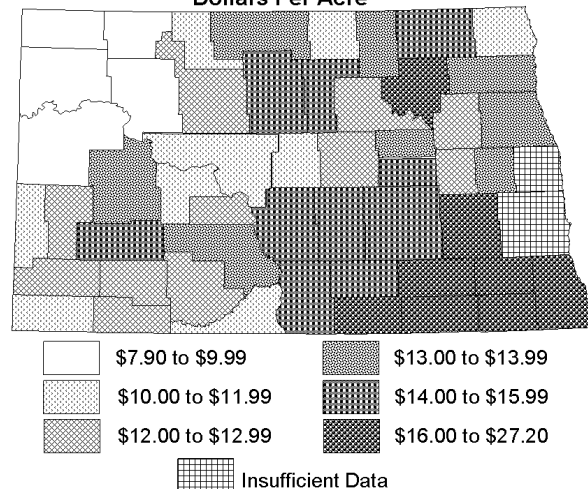 Dollars Per Acre
$7.90 to $9.99
$13.00 to $13.99
$10.00 to $11.99
$14.00 to $15.99
$12.00 to $12.99
$16.00 to $27.20
Insufficient Data